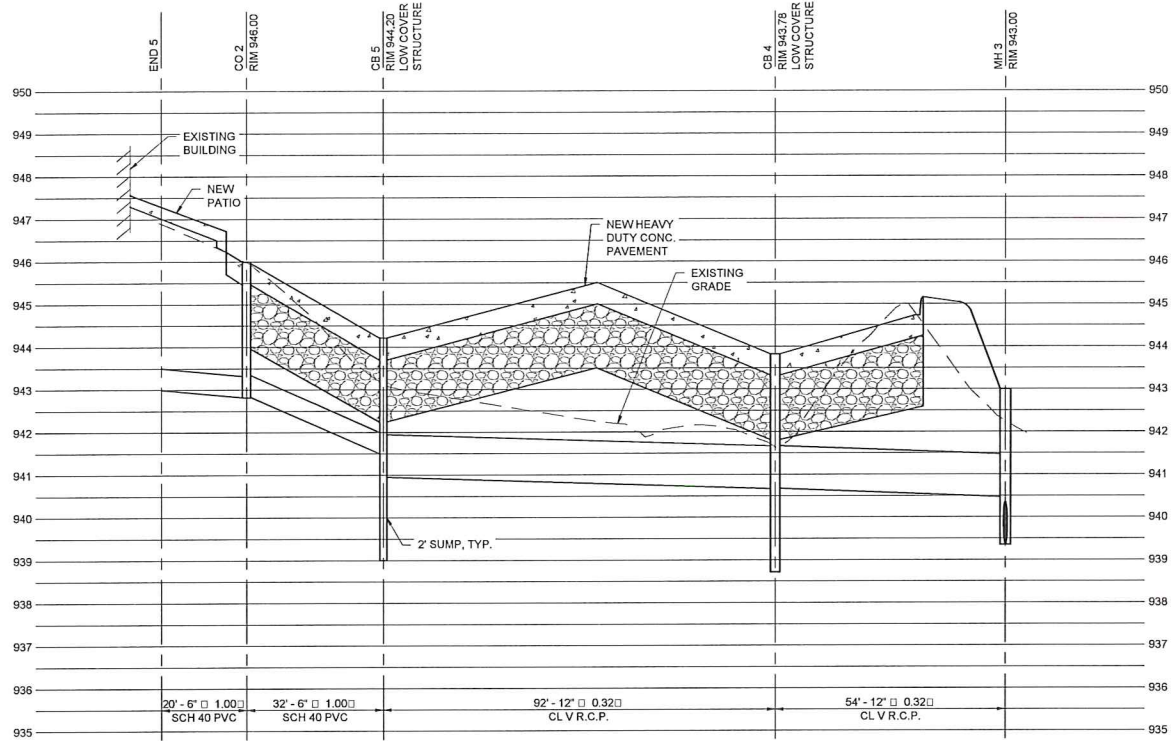 END 5
CO 2
RIM 946.00
CB 5
RIM 944.20
LOW COVER
STRUCTURE
CB 4
RIM 943.78
LOW COVER
STRUCTURE
MH 3
RIM 943.00
950
950
949
949
948
948
947
947
946
946
945
945
944
944
943
943
942
942
941
941
940
940
939
939
938
938
937
937
936
936
935
935
EXISTING
BUILDING
NEW
PATIO
NEW HEAVY
DUTY CONC.
PAVEMENT
EXISTING
GRADE
2' SUMP, TYP.
20' - 6" □ 1.00□
SCH 40 PVC
32' - 6" □ 1.00□
SCH 40 PVC
92' - 12" □ 0.32□
CL V R.C.P.
54' - 12" □ 0.32□
CL V R.C.P.